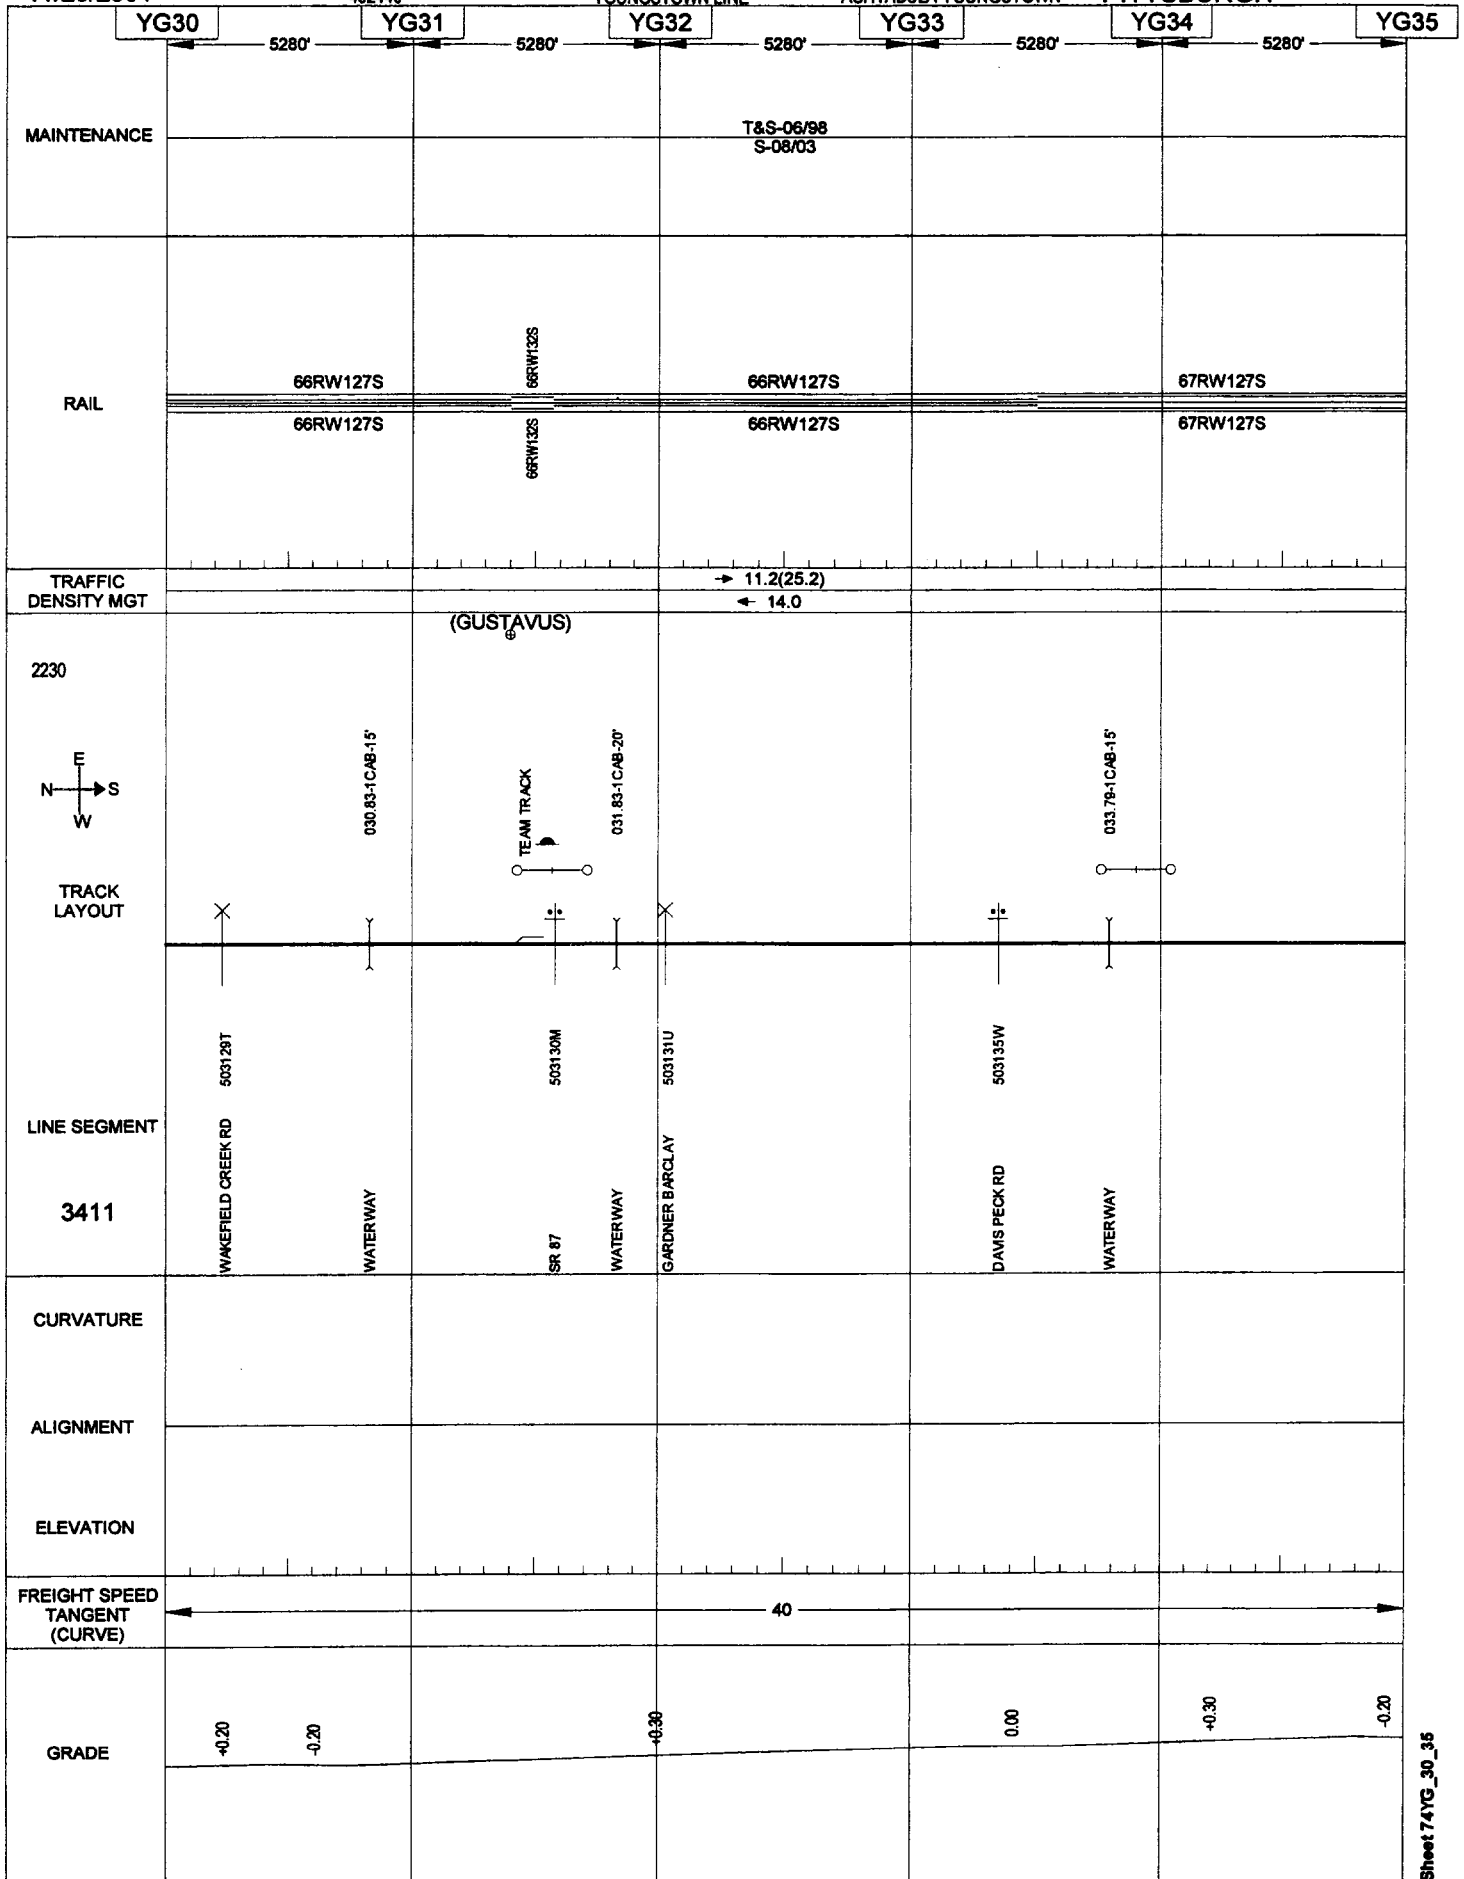 YOUNGSTOWN LINE
YG30 YG31 YG32 YG33 YG34 YG35
5280' 5280' 5280' 5280' 5280'
MAINTENANCE
T&S-06/98
S-08/03
RAIL
66RW127S 66RW132S 66RW127S 67RW127S
66RW127S 66RW132S 66RW127S 67RW127S
TRAFFIC
DENSITY MGT
→ 11.2(25.2)
← 14.0
(GUSTAVUS)
2230
E
N S
W
030.83-1CAB-15'
TEAM TRACK
031.83-1CAB-20'
033.79-1CAB-15'
TRACK
LAYOUT
LINE SEGMENT
3411
WAKEFIELD CREEK RD 503129T
WATERWAY
SR 87 503130M
WATERWAY
GARDNER BARCLAY 503131U
DAVIS PECK RD 503135W
WATERWAY
CURVATURE
ALIGNMENT
ELEVATION
FREIGHT SPEED
TANGENT
(CURVE)
40
GRADE
+0.20
-0.20
+0.30
0.00
+0.30
-0.20
Sheet 74YG_30_35